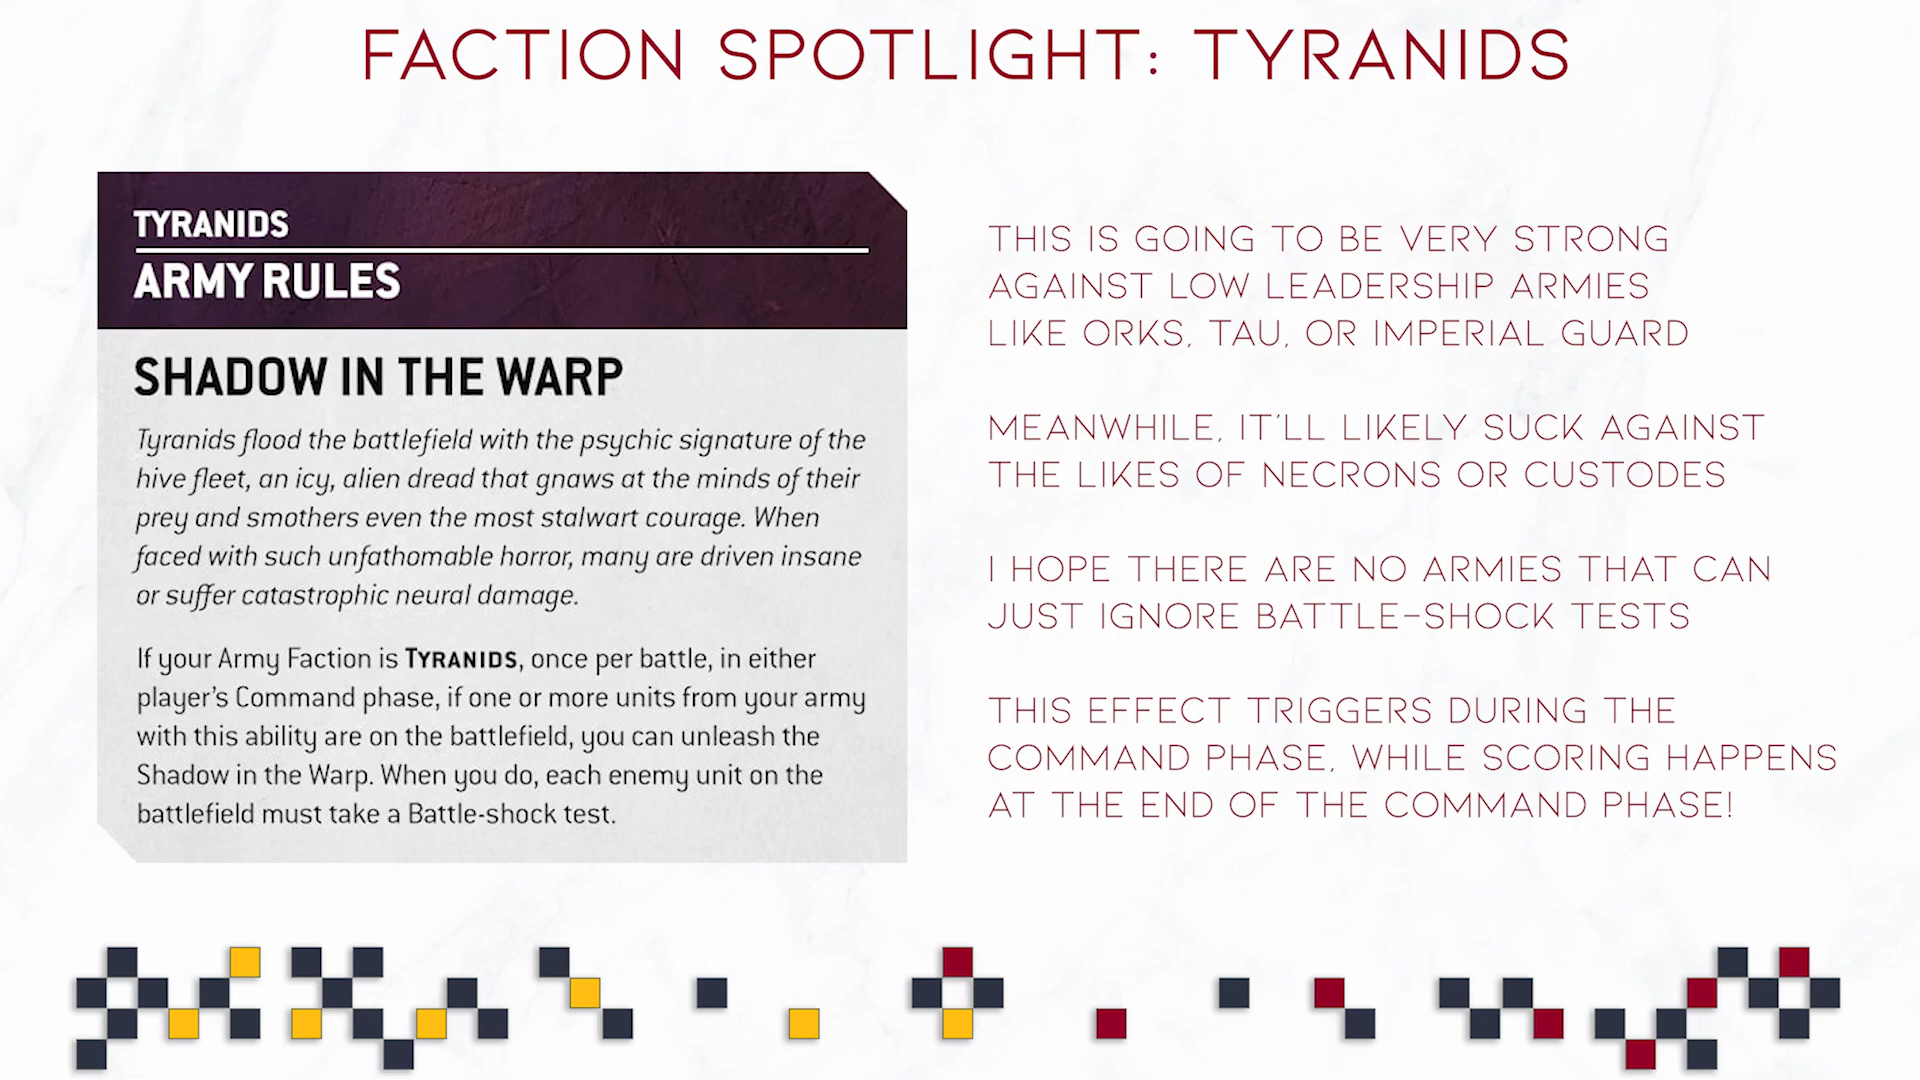 FACTION SPOTLIGHT: TYRANIDS
TYRANIDS
ARMY RULES
SHADOW IN THE WARP
Tyranids flood the battlefield with the psychic signature of the
hive fleet, an icy, alien dread that gnaws at the minds of their
prey and smothers even the most stalwart courage. When
faced with such unfathomable horror, many are driven insane
or suffer catastrophic neural damage.
If your Army Faction is TYRANIDS, once per battle, in either
player's Command phase, if one or more units from your army
with this ability are on the battlefield, you can unleash the
Shadow in the Warp. When you do, each enemy unit on the
battlefield must take a Battle-shock test.
THIS IS GOING TO BE VERY STRONG
AGAINST LOW LEADERSHIP ARMIES
LIKE ORKS, TAU, OR IMPERIAL GUARD
MEANWHILE, IT'LL LIKELY SUCK AGAINST
THE LIKES OF NECRONS OR CUSTODES
I HOPE THERE ARE NO ARMIES THAT CAN
JUST IGNORE BATTLE-SHOCK TESTS
THIS EFFECT TRIGGERS DURING THE
COMMAND PHASE, WHILE SCORING HAPPENS
AT THE END OF THE COMMAND PHASE!